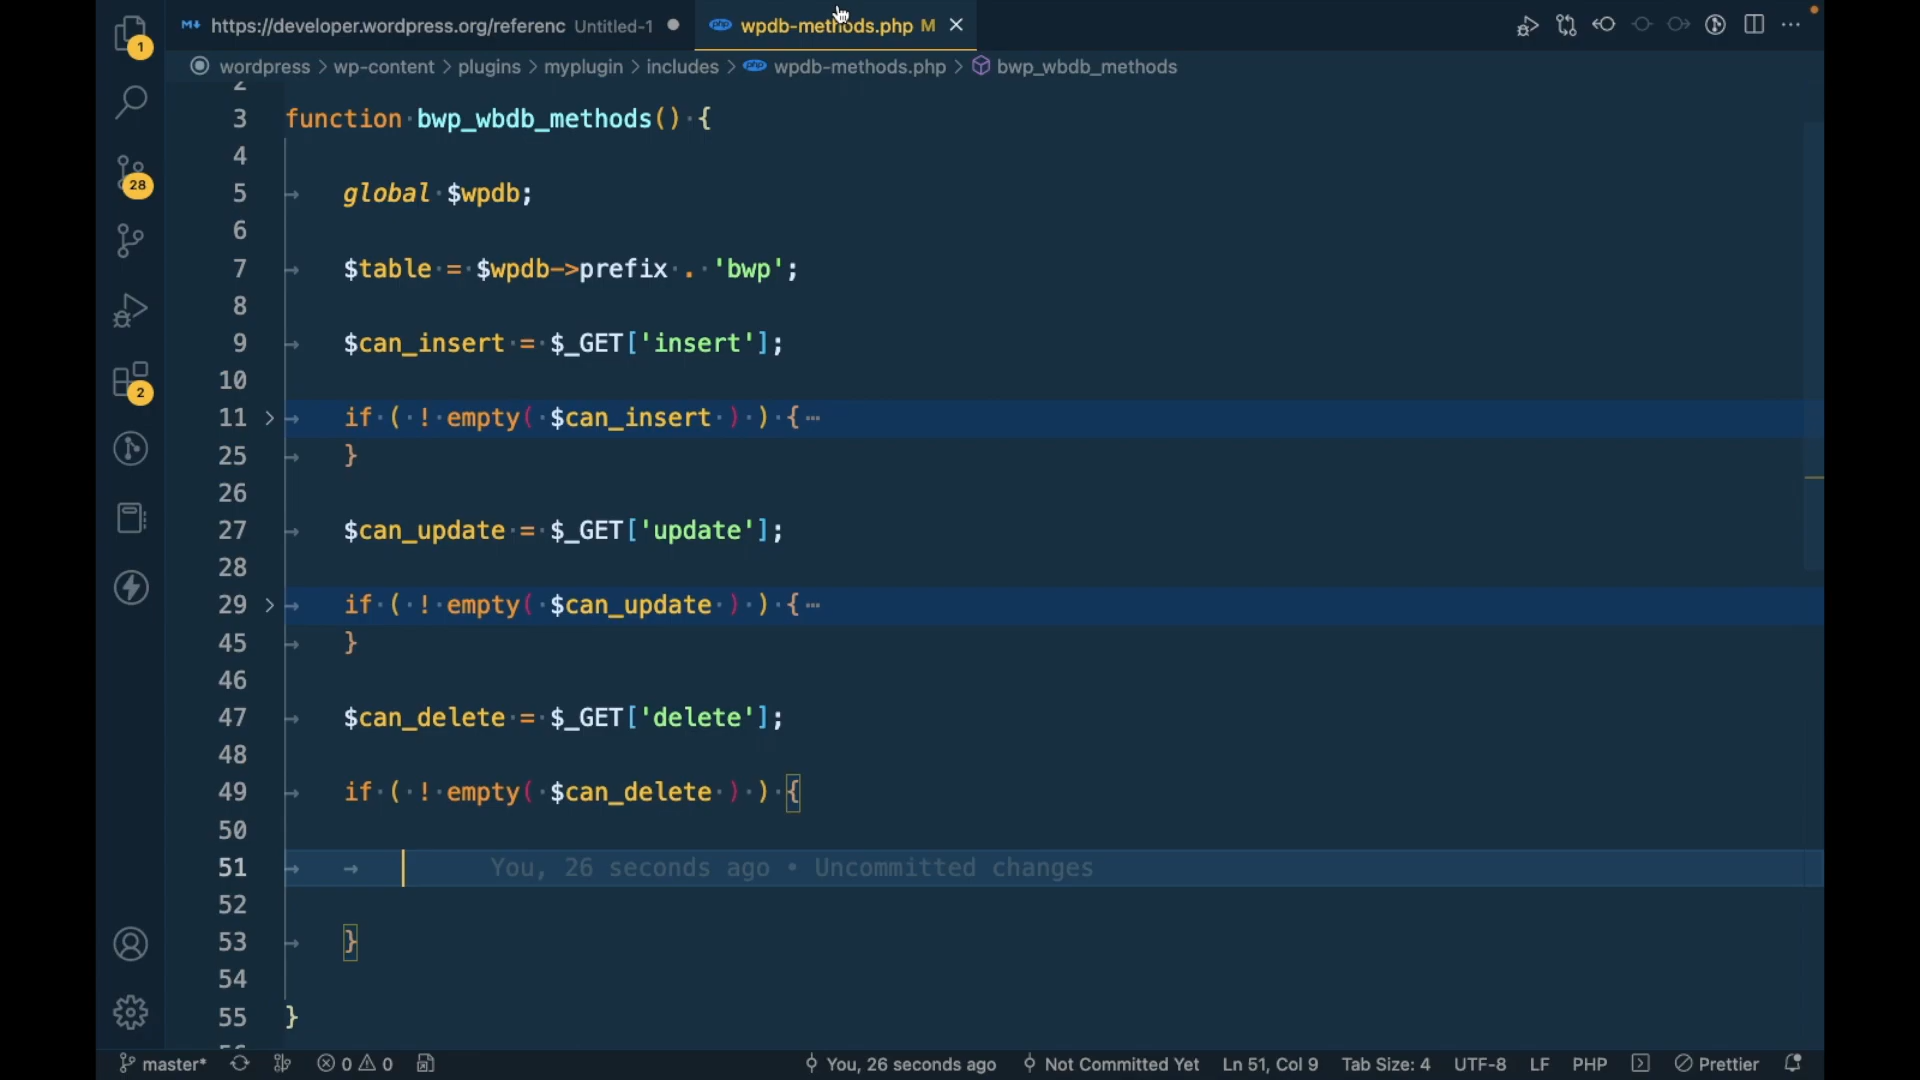 https://developer.wordpress.org/referenc Untitled-1 ● php wpdb-methods.php M
wordpress > wp-content > plugins > myplugin > includes > php wpdb-methods.php > bwp_wbdb_methods
2
3 function bwp_wbdb_methods() {
4
5 global $wpdb;
6
7 $table = $wpdb->prefix . 'bwp';
8
9 $can_insert = $_GET['insert'];
10
11 if ( ! empty( $can_insert ) ) {⋯
25 }
26
27 $can_update = $_GET['update'];
28
29 if ( ! empty( $can_update ) ) {⋯
45 }
46
47 $can_delete = $_GET['delete'];
48
49 if ( ! empty( $can_delete ) ) {
50
51 You, 26 seconds ago • Uncommitted changes
52
53 }
54
55 }
1
28
2
master* 0 0 You, 26 seconds ago Not Committed Yet Ln 51, Col 9 Tab Size: 4 UTF-8 LF PHP Prettier